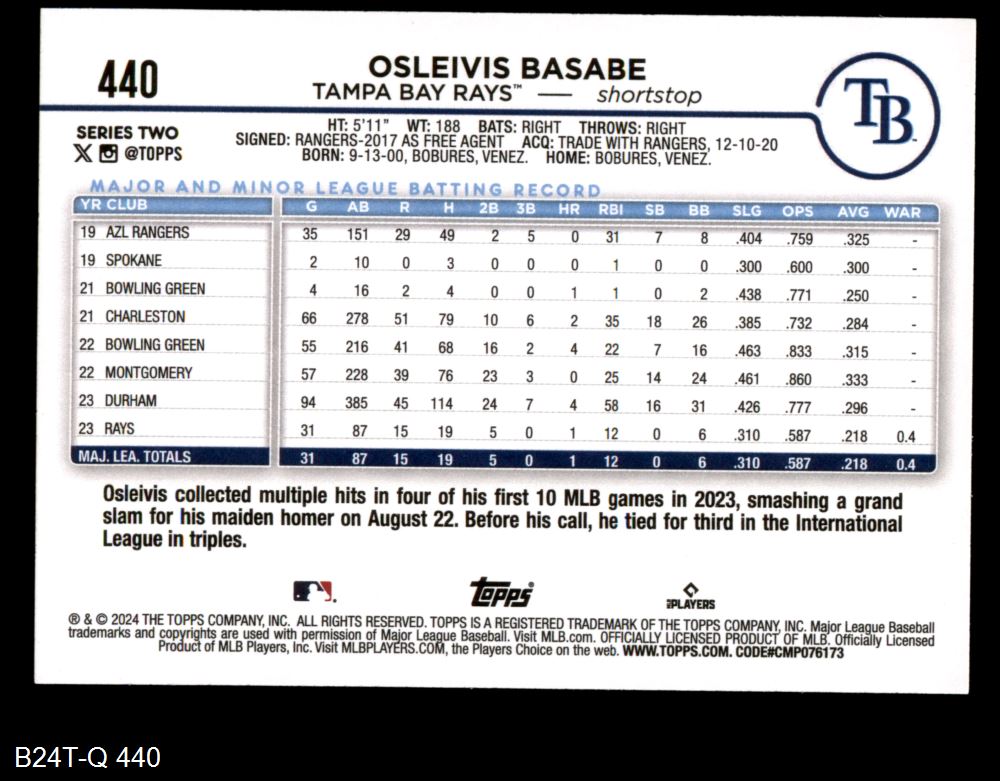 440
OSLEIVIS BASABE
TAMPA BAY RAYS™ — shortstop
TB
SERIES TWO
@TOPPS
HT: 5'11" WT: 188 BATS: RIGHT THROWS: RIGHT
SIGNED: RANGERS-2017 AS FREE AGENT ACQ: TRADE WITH RANGERS, 12-10-20
BORN: 9-13-00, BOBURES, VENEZ. HOME: BOBURES, VENEZ.
MAJOR AND MINOR LEAGUE BATTING RECORD
YR CLUB G AB R H 2B 3B HR RBI SB BB SLG OPS AVG WAR
19 AZL RANGERS 35 151 29 49 2 5 0 31 7 8 .404 .759 .325 -
19 SPOKANE 2 10 0 3 0 0 0 1 0 0 .300 .600 .300 -
21 BOWLING GREEN 4 16 2 4 0 0 1 1 0 2 .438 .771 .250 -
21 CHARLESTON 66 278 51 79 10 6 2 35 18 26 .385 .732 .284 -
22 BOWLING GREEN 55 216 41 68 16 2 4 22 7 16 .463 .833 .315 -
22 MONTGOMERY 57 228 39 76 23 3 0 25 14 24 .461 .860 .333 -
23 DURHAM 94 385 45 114 24 7 4 58 16 31 .426 .777 .296 -
23 RAYS 31 87 15 19 5 0 1 12 0 6 .310 .587 .218 0.4
MAJ. LEA. TOTALS 31 87 15 19 5 0 1 12 0 6 .310 .587 .218 0.4
Osleivis collected multiple hits in four of his first 10 MLB games in 2023, smashing a grand
slam for his maiden homer on August 22. Before his call, he tied for third in the International
League in triples.
Topps
PLAYERS
® & © 2024 THE TOPPS COMPANY, INC. ALL RIGHTS RESERVED. TOPPS IS A REGISTERED TRADEMARK OF THE TOPPS COMPANY, INC. Major League Baseball
trademarks and copyrights are used with permission of Major League Baseball. Visit MLB.com. OFFICIALLY LICENSED PRODUCT OF MLB. Officially Licensed
Product of MLB Players, Inc. Visit MLBPLAYERS.COM, the Players Choice on the web. WWW.TOPPS.COM. CODE#CMP076173
B24T-Q 440